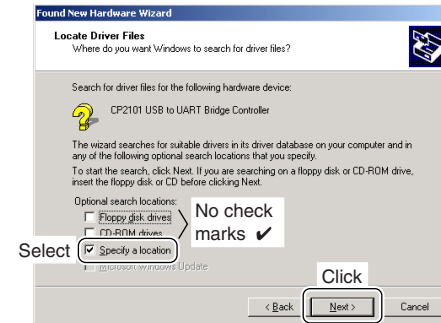 Found New Hardware Wizard
Locate Driver Files
Where do you want Windows to search for driver files?
Search for driver files for the following hardware device:
CP2101 USB to UART Bridge Controller
The wizard searches for suitable drivers in its driver database on your computer and in
any of the following optional search locations that you specify.
To start the search, click Next. If you are searching on a floppy disk or CD-ROM drive,
insert the floppy disk or CD before clicking Next.
Optional search locations:
Floppy disk drives
CD-ROM drives
No check
marks ✔
Select
Specify a location
Microsoft Windows Update
Click
< Back
Next >
Cancel